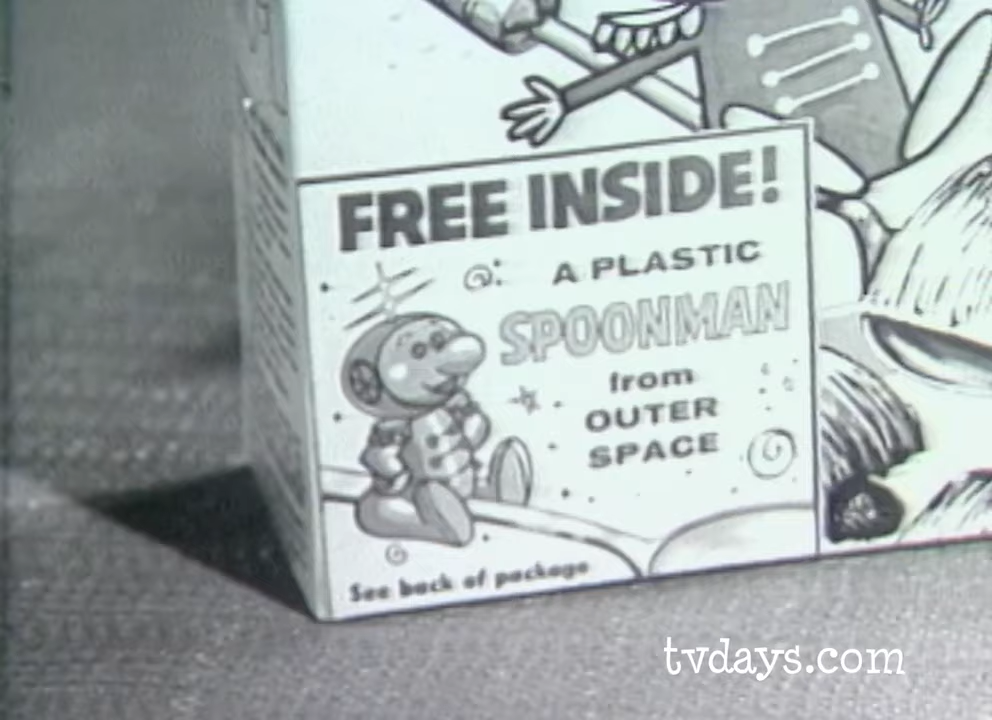 FREE INSIDE!
A PLASTIC
SPOONMAN
from
OUTER
SPACE
See back of package
tvdays.com